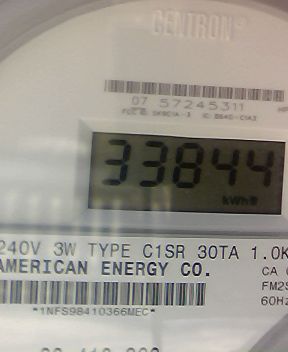 CENTRON®
07 57245311
33844
kWh
240V 3W TYPE C1SR 30TA 1.0K
AMERICAN ENERGY CO.
CA
FM2S
60Hz
*1NFS98410366MEC*